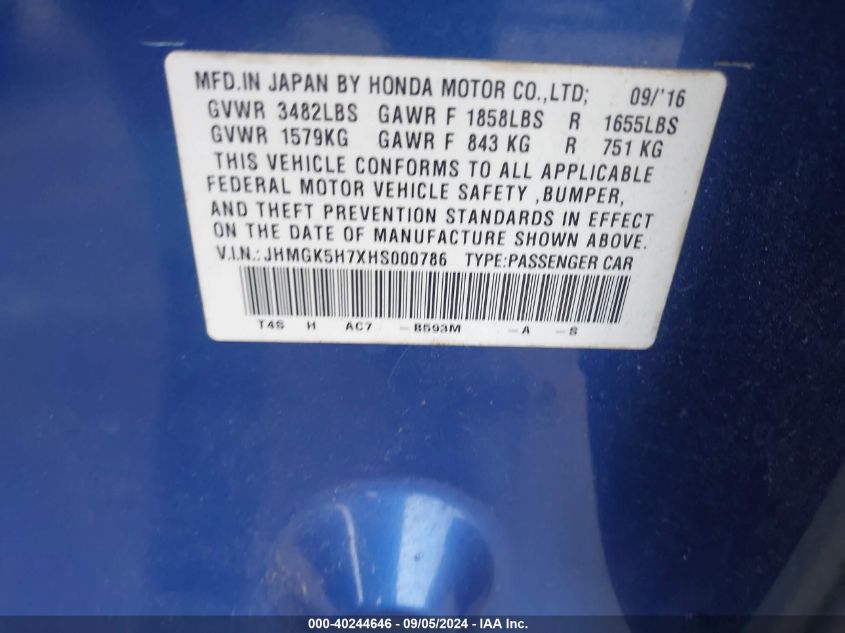 MFD.IN JAPAN BY HONDA MOTOR CO.,LTD; 09/'16
GVWR 3482LBS GAWR F 1858LBS R 1655LBS
GVWR 1579KG GAWR F 843 KG R 751 KG
THIS VEHICLE CONFORMS TO ALL APPLICABLE
FEDERAL MOTOR VEHICLE SAFETY ,BUMPER,
AND THEFT PREVENTION STANDARDS IN EFFECT
ON THE DATE OF MANUFACTURE SHOWN ABOVE.
V.I.N.: JHMGK5H7XHS000786 TYPE:PASSENGER CAR
T4S H AC7 -B593M -A -S
000-40244646 - 09/05/2024 - IAA Inc.